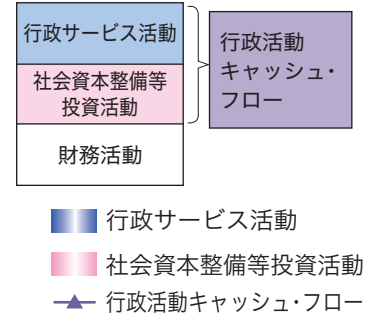 行政サービス活動
社会資本整備等
投資活動
財務活動
行政活動
キャッシュ・
フロー
行政サービス活動
社会資本整備等投資活動
行政活動キャッシュ・フロー